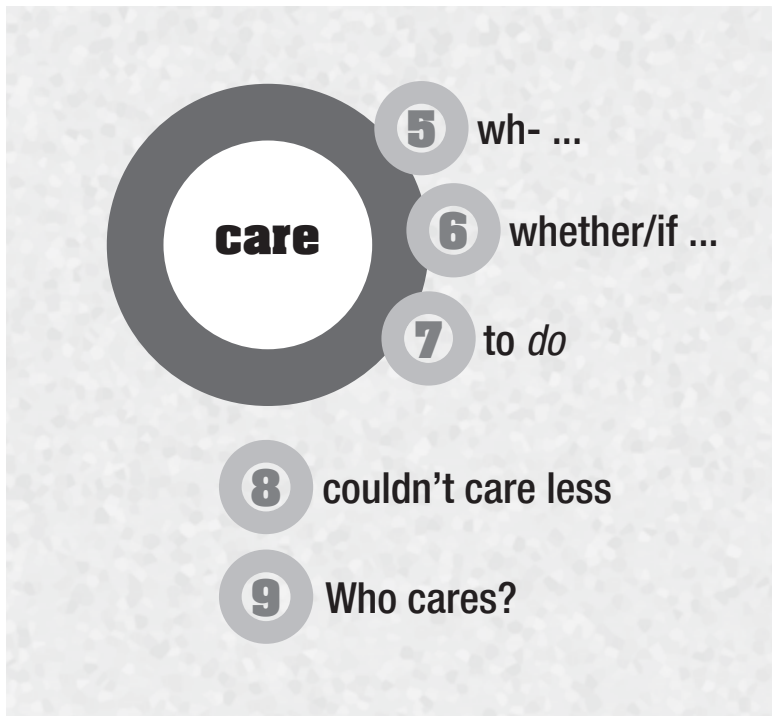 care
5 wh- ...
6 whether/if ...
7 to do
8 couldn't care less
9 Who cares?